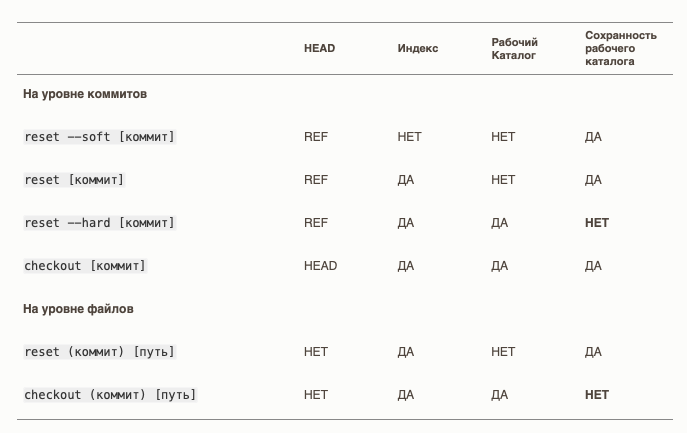 HEAD Индекс Рабочий Каталог Сохранность рабочего каталога
На уровне коммитов
reset --soft [коммит] REF НЕТ НЕТ ДА
reset [коммит] REF ДА НЕТ ДА
reset --hard [коммит] REF ДА ДА НЕТ
checkout [коммит] HEAD ДА ДА ДА
На уровне файлов
reset (коммит) [путь] НЕТ ДА НЕТ ДА
checkout (коммит) [путь] НЕТ ДА ДА НЕТ